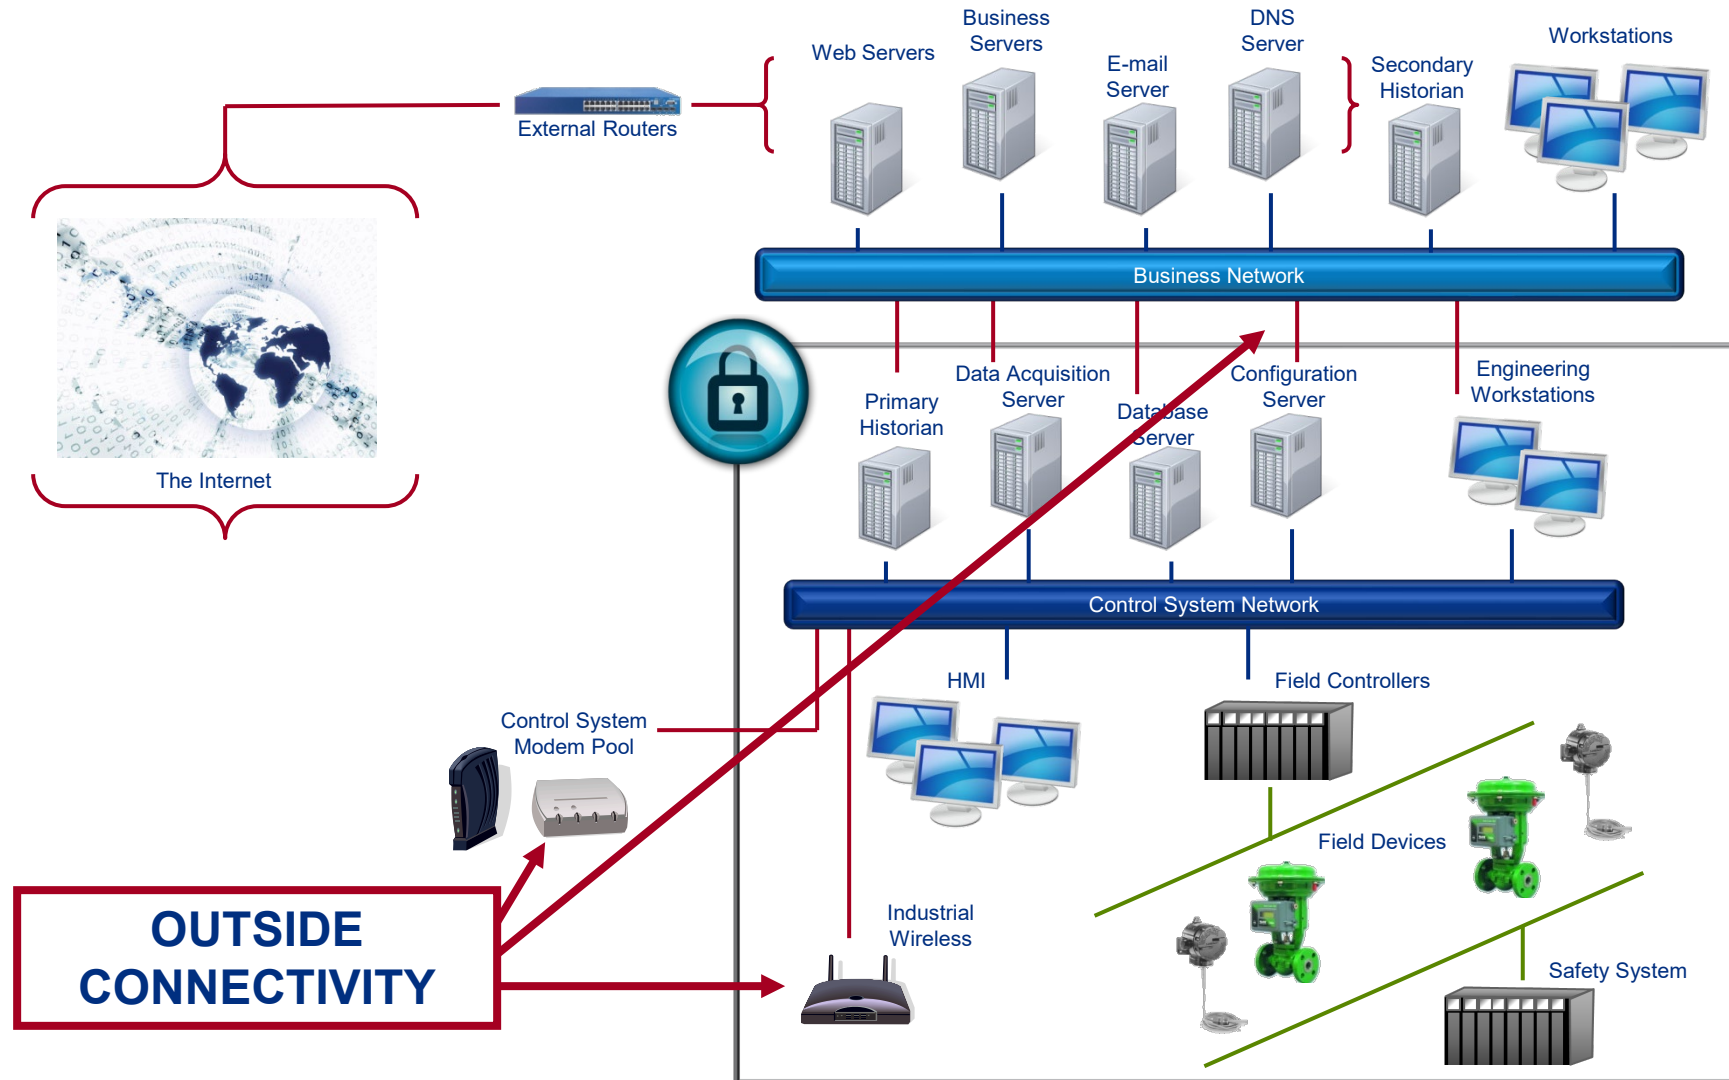 Web Servers
Business
Servers
E-mail
Server
DNS
Server
Secondary
Historian
Workstations
External Routers
Business Network
The Internet
Primary
Historian
Data Acquisition
Server
Database
Server
Configuration
Server
Engineering
Workstations
Control System Network
HMI
Field Controllers
Control System
Modem Pool
Field Devices
Industrial
Wireless
OUTSIDE
CONNECTIVITY
Safety System